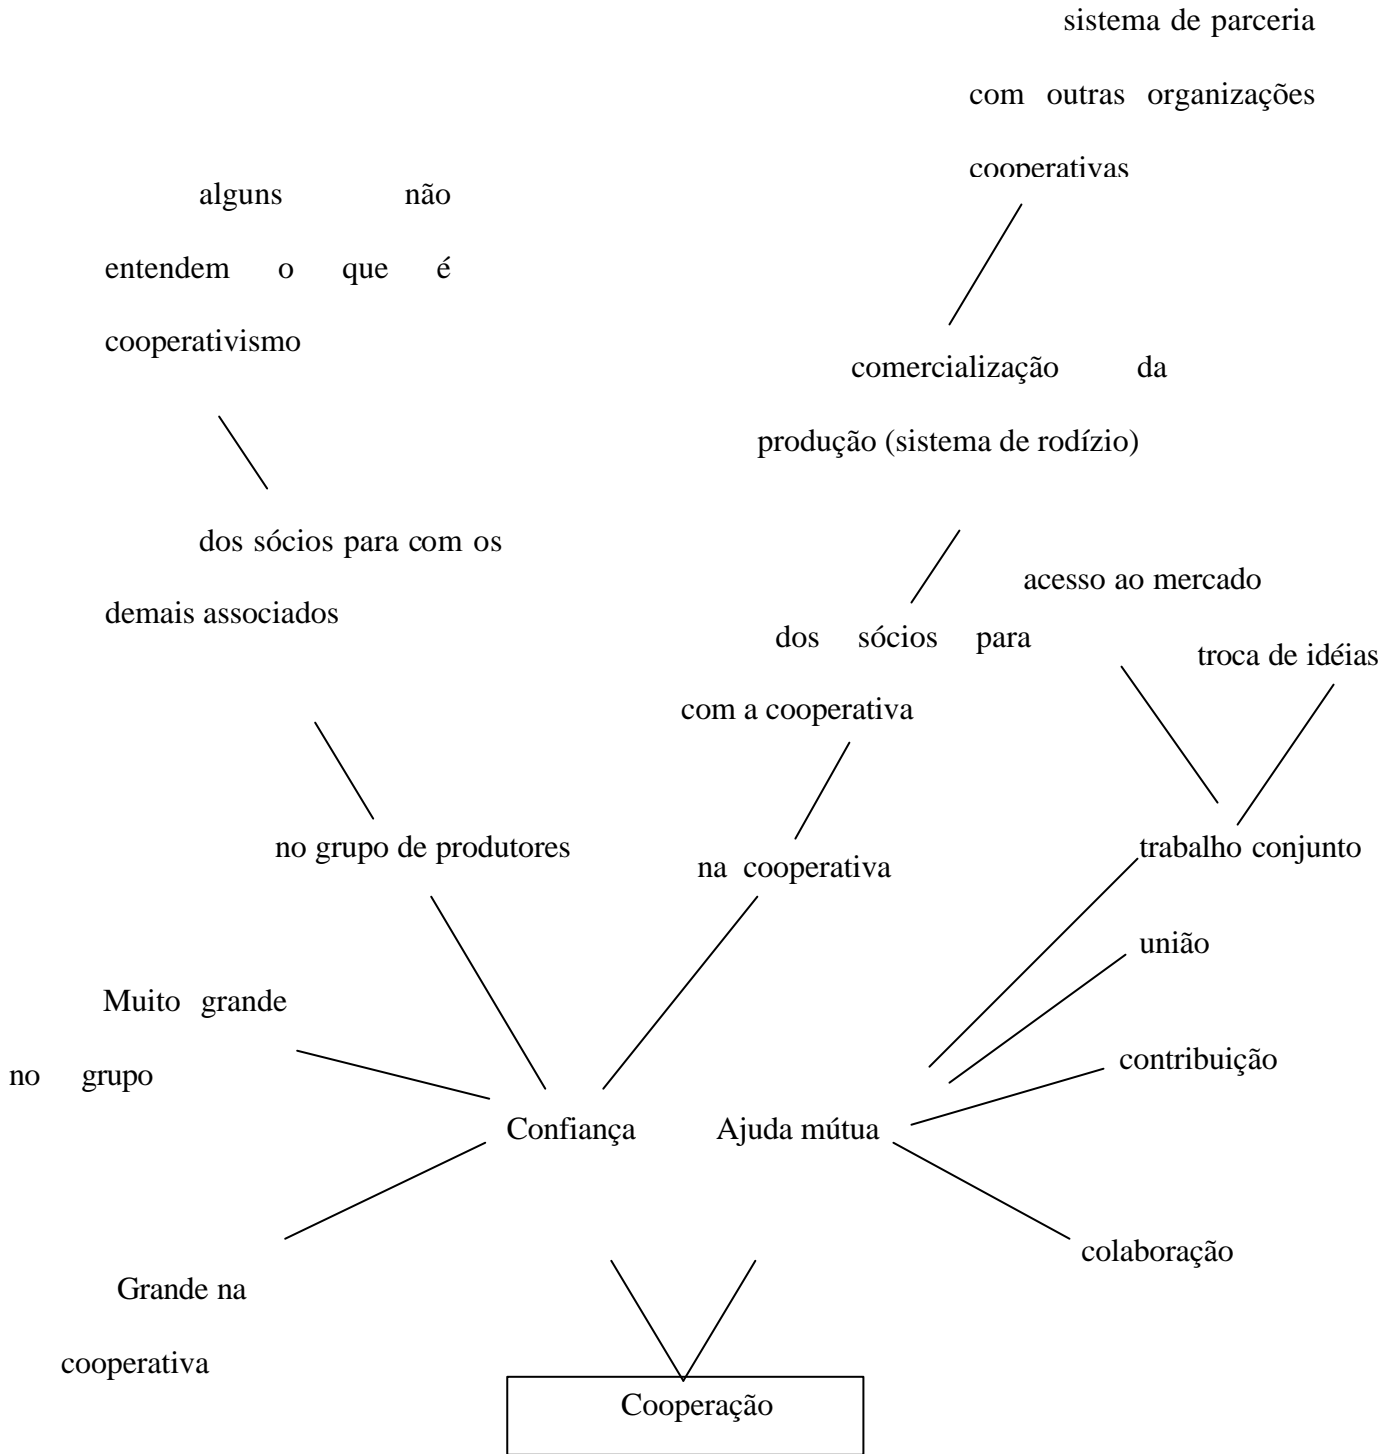 sistema de parceria
com outras organizações
cooperativas
alguns não
entendem o que é
cooperativismo
comercialização da
produção (sistema de rodízio)
dos sócios para com os
demais associados
acesso ao mercado
dos sócios para
com a cooperativa
troca de idéias
no grupo de produtores
na cooperativa
trabalho conjunto
união
Muito grande
no grupo
contribuição
Confiança
Ajuda mútua
colaboração
Grande na
cooperativa
Cooperação